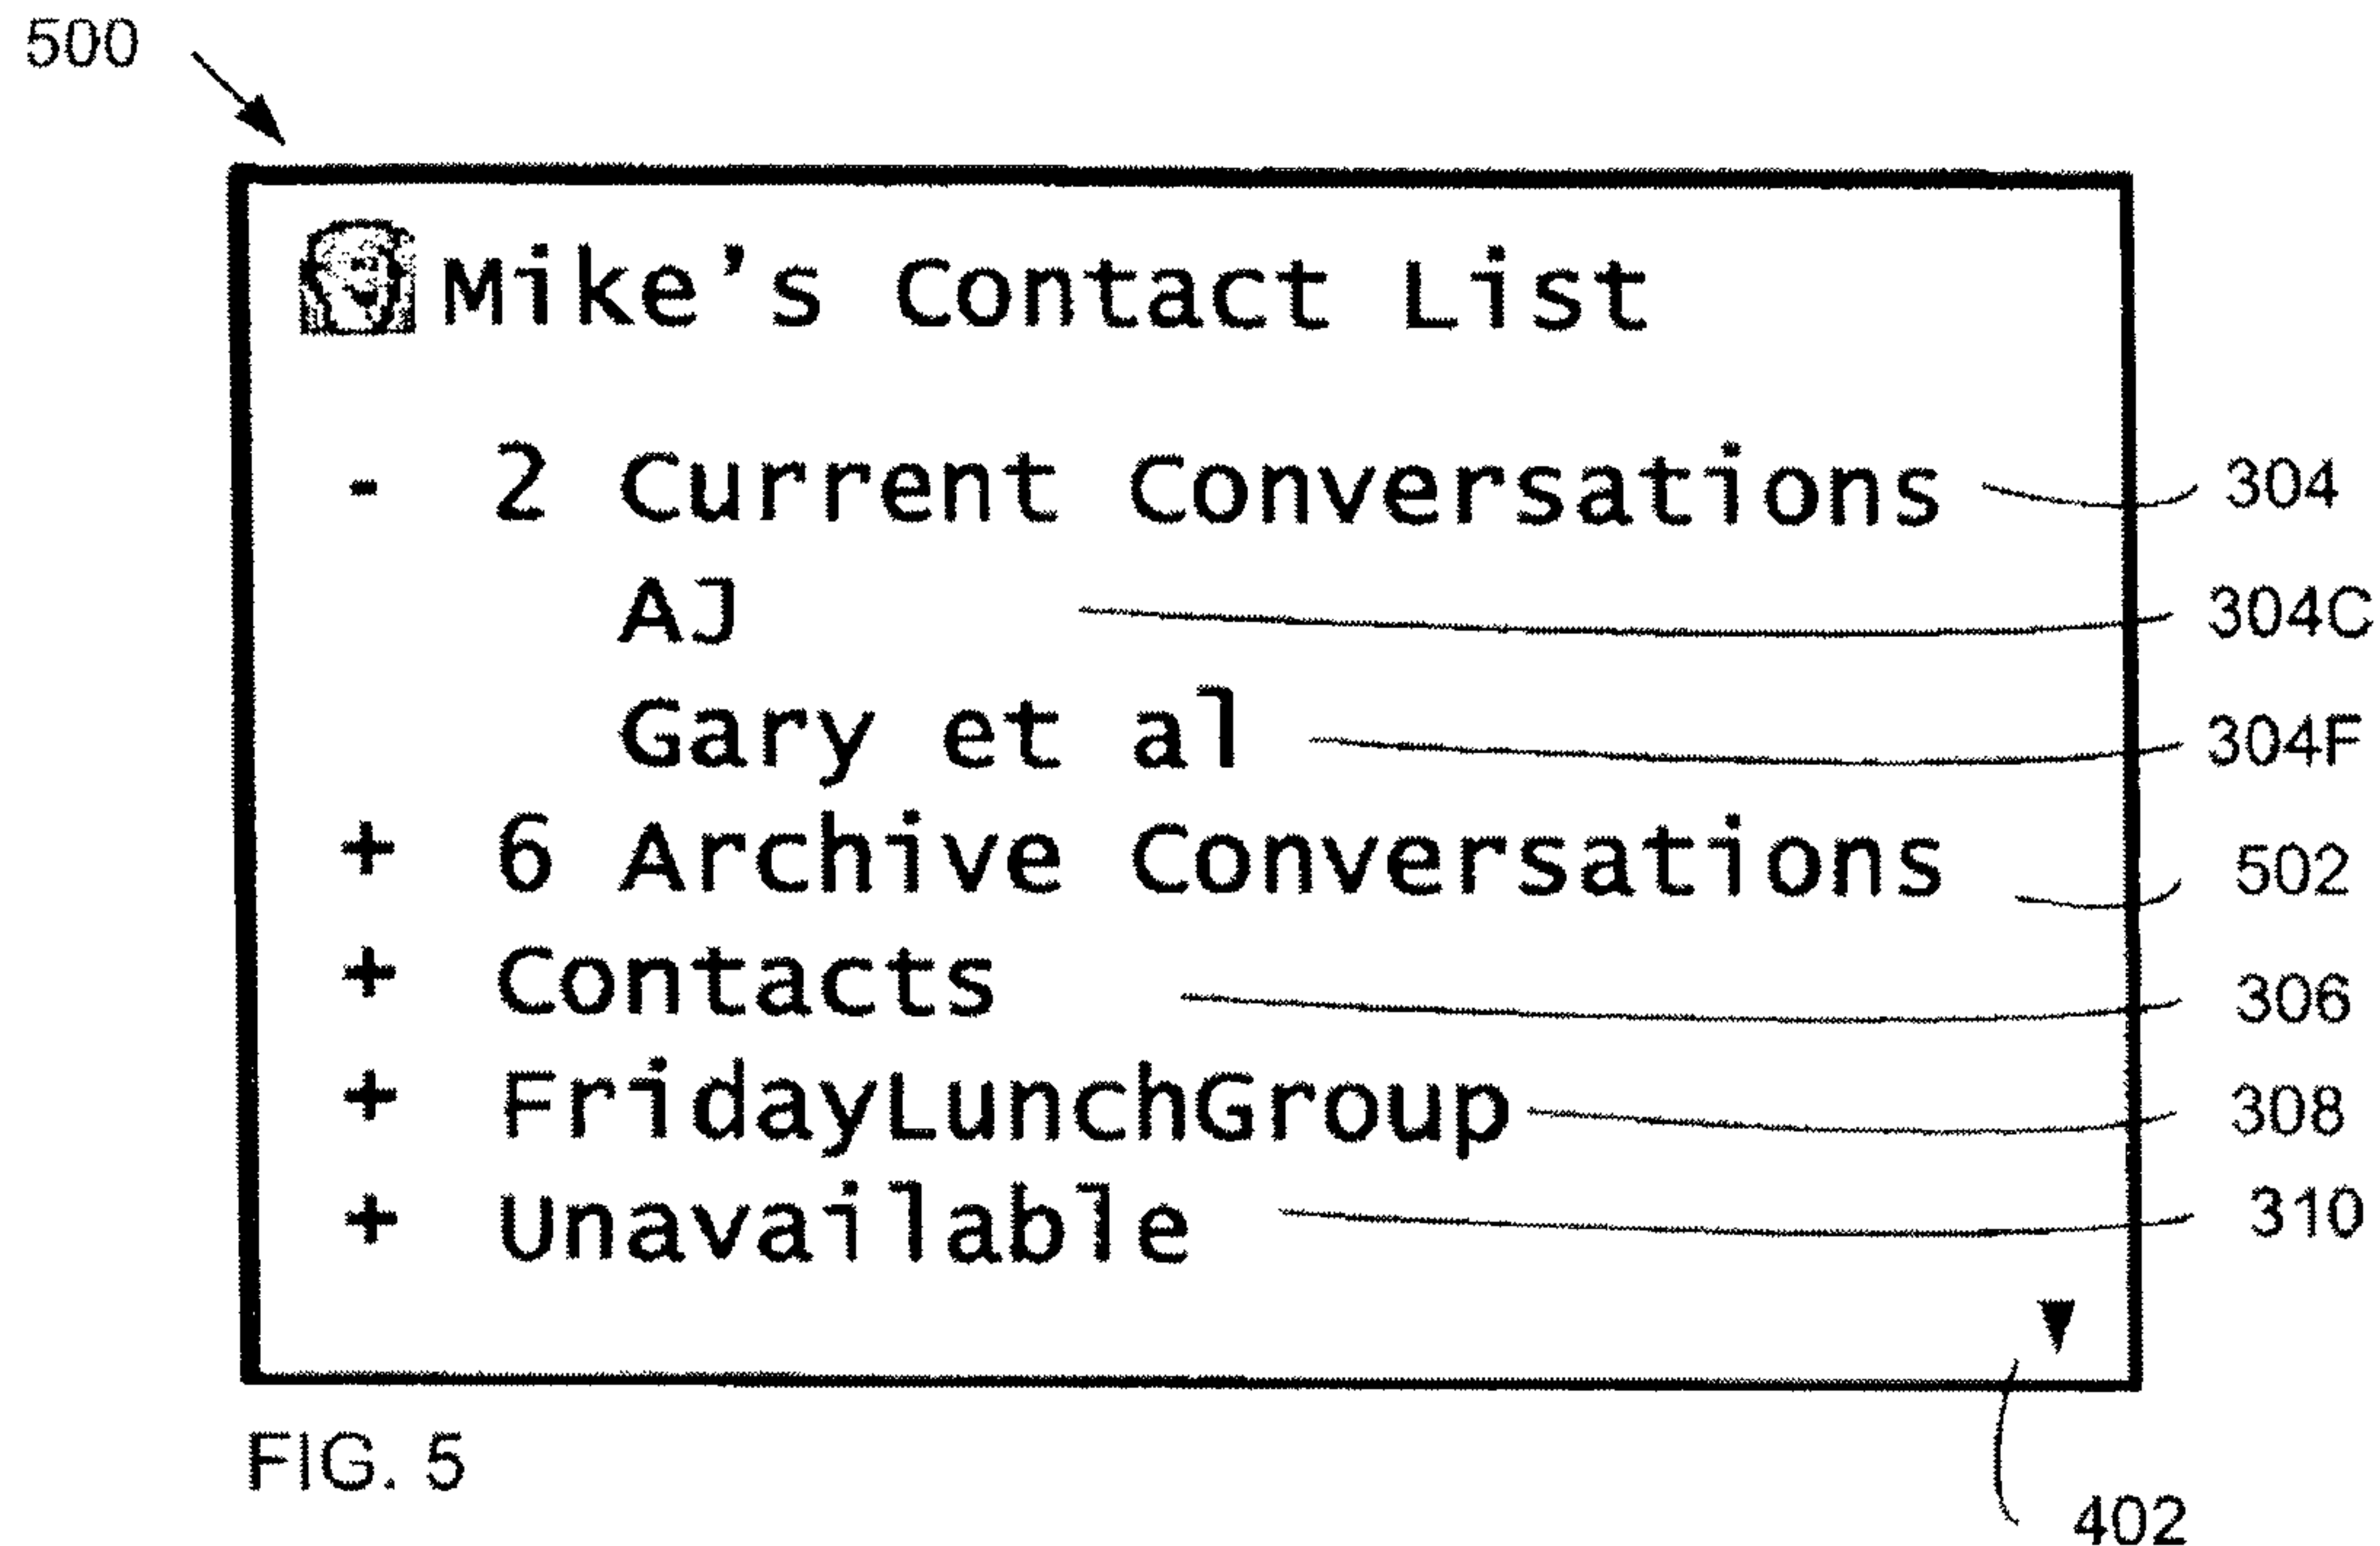 500
Mike’s Contact List
- 2 Current Conversations 304
AJ 304C
Gary et al 304F
+ 6 Archive Conversations 502
+ Contacts 306
+ FridayLunchGroup 308
+ Unavailable 310
FIG. 5
402